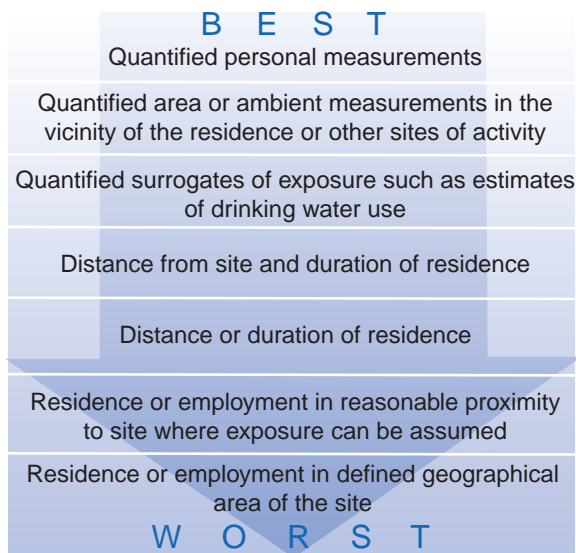 B E S T
Quantified personal measurements
Quantified area or ambient measurements in the
vicinity of the residence or other sites of activity
Quantified surrogates of exposure such as estimates
of drinking water use
Distance from site and duration of residence
Distance or duration of residence
Residence or employment in reasonable proximity
to site where exposure can be assumed
Residence or employment in defined geographical
area of the site
W O R S T